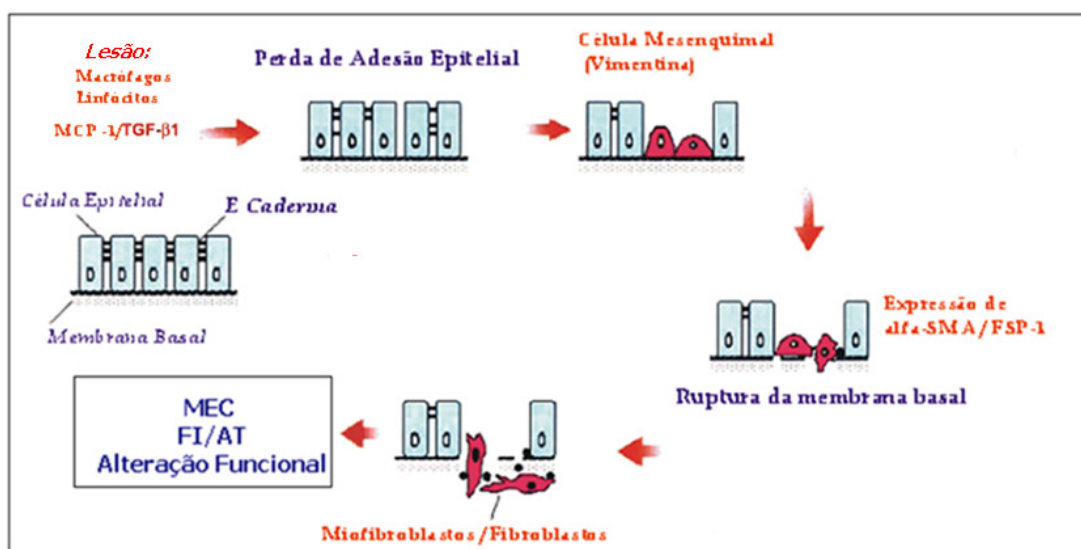 Lesão:
Macrófagos
Linfócitos
MCP-1/TGF-β1
Perda de Adesão Epitelial
Célula Mesenquimal
(Vimentina)
Célula Epitelial
E Caderina
Membrana Basal
Expressão de
alfa-SMA/FSP-1
Ruptura da membrana basal
MEC
FI/AT
Alteração Funcional
Miofibroblastos/Fibroblastos